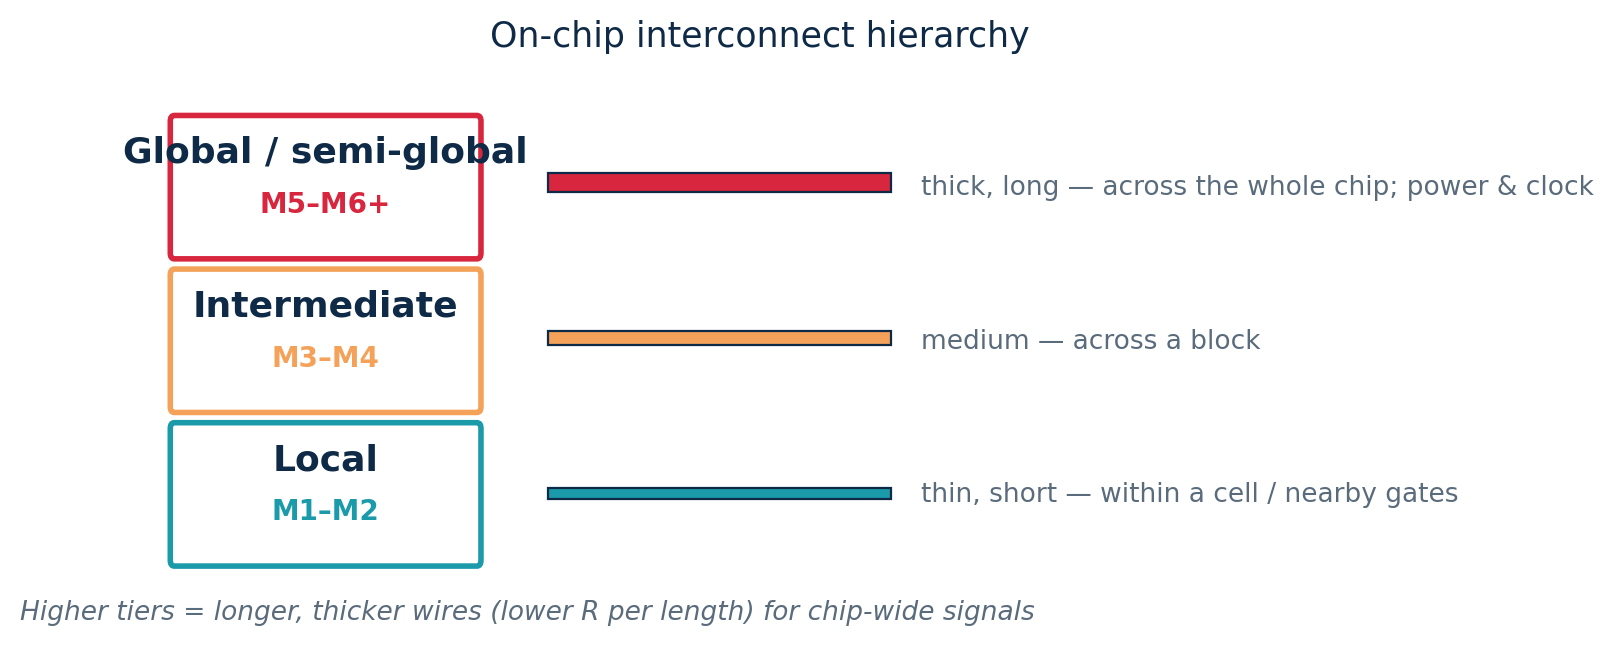 On-chip interconnect hierarchy
Global / semi-global
M5–M6+
thick, long — across the whole chip; power & clock
Intermediate
M3–M4
medium — across a block
Local
M1–M2
thin, short — within a cell / nearby gates
Higher tiers = longer, thicker wires (lower R per length) for chip-wide signals